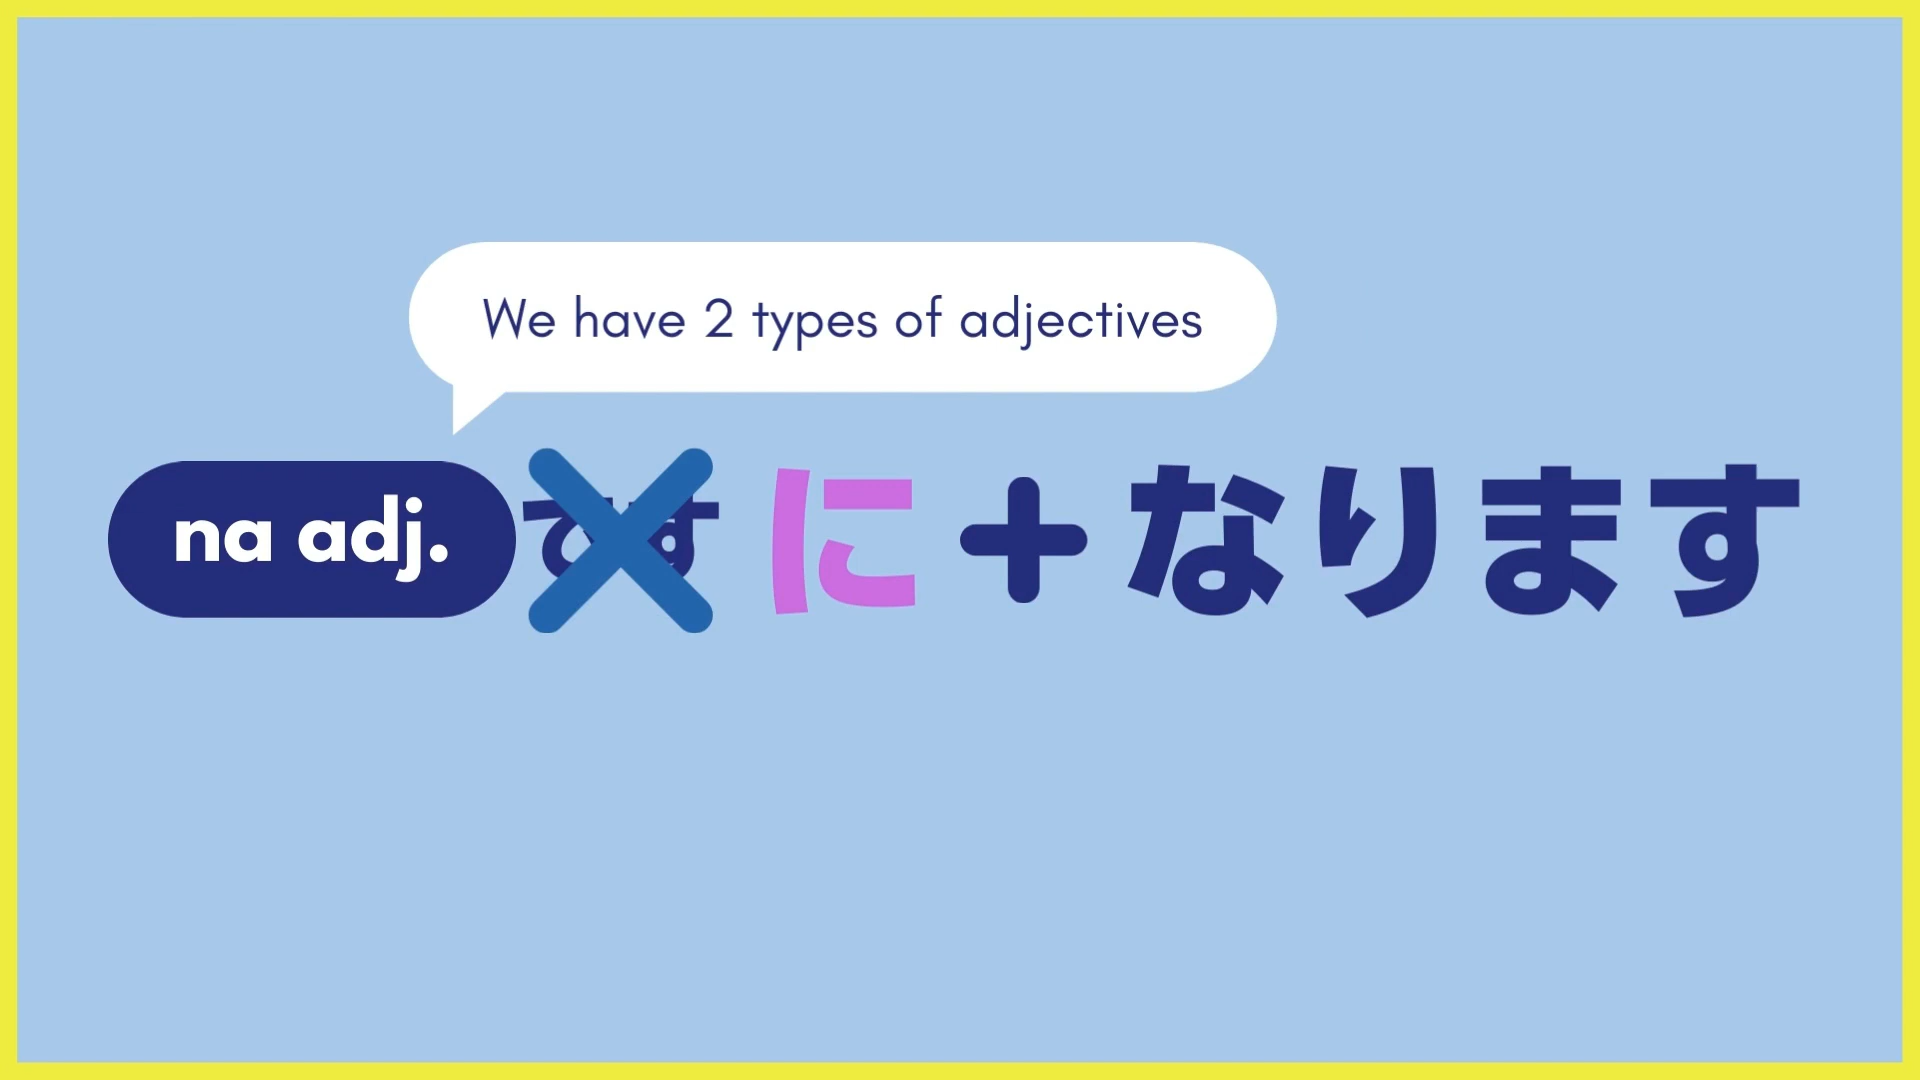 We have 2 types of adjectives
na adj. です に + なります